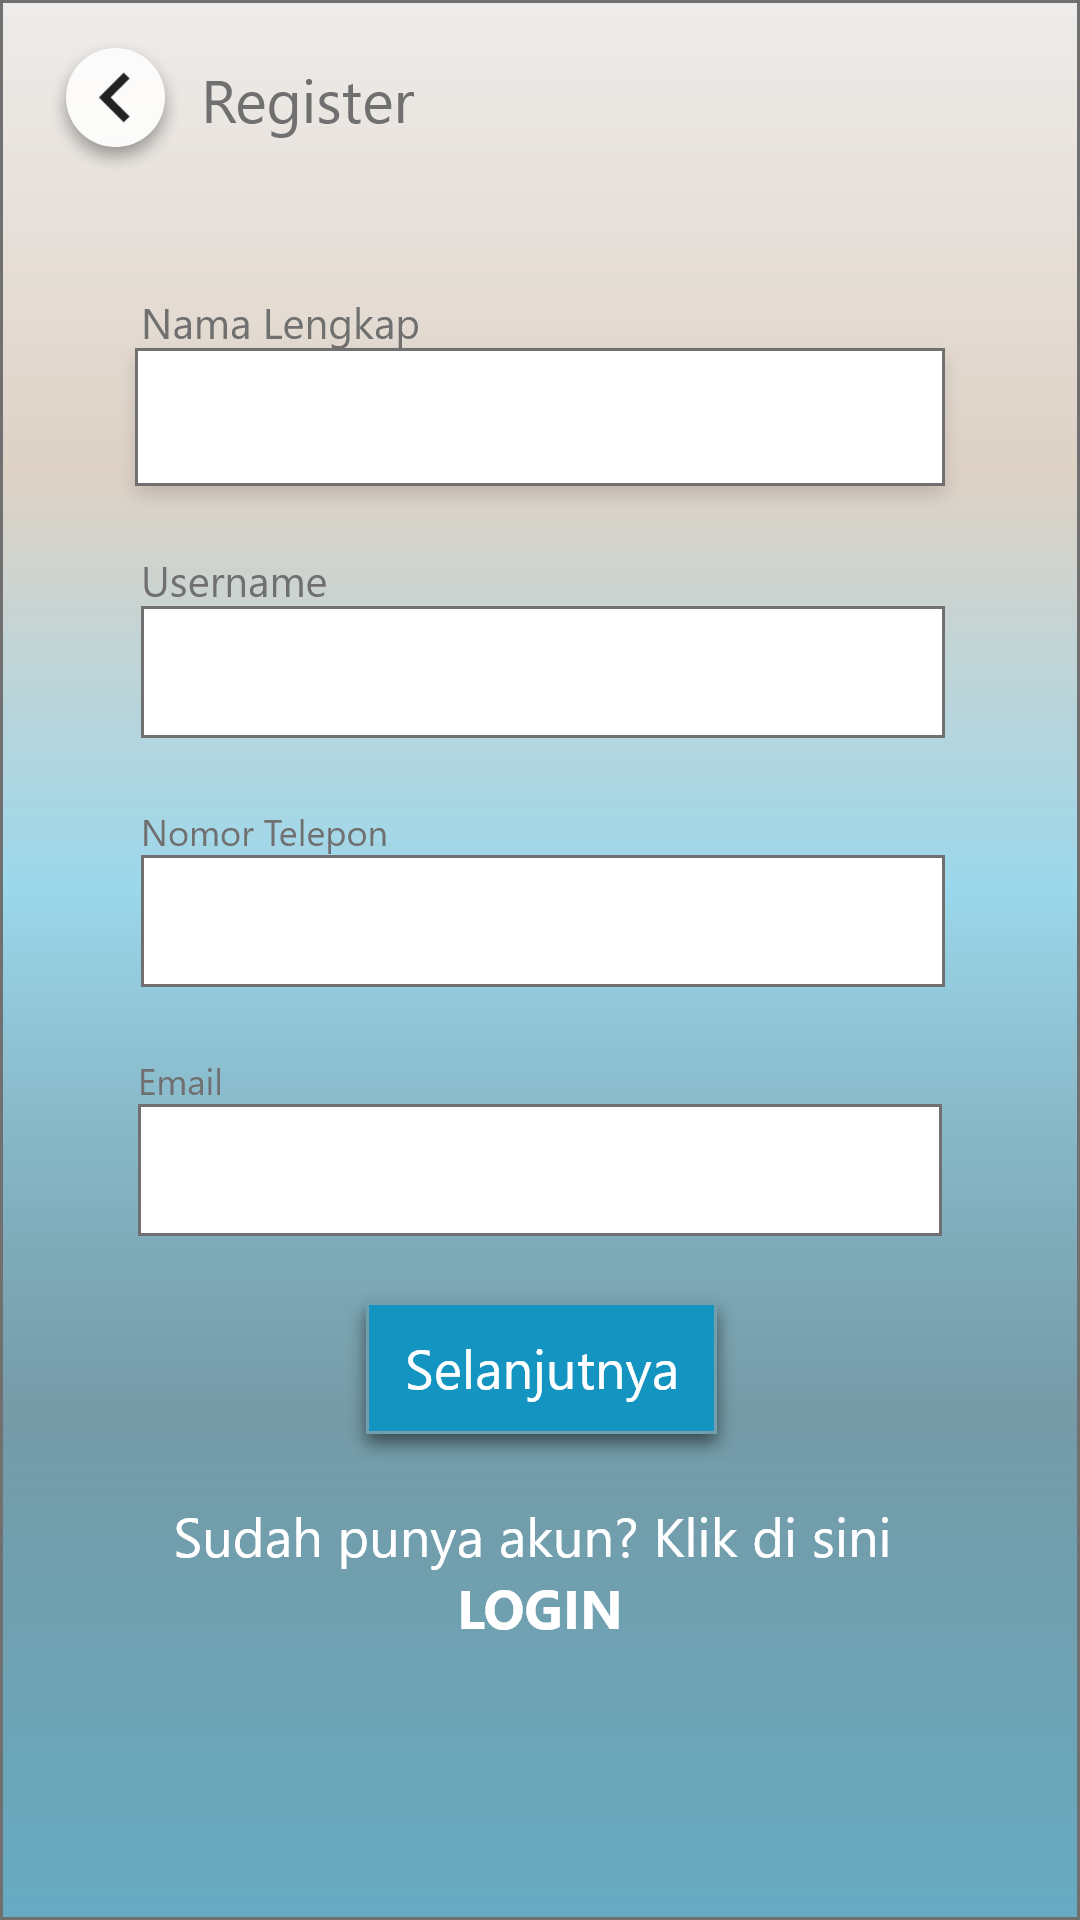 Register
Nama Lengkap
Username
Nomor Telepon
Email
Selanjutnya
Sudah punya akun? Klik di sini
LOGIN